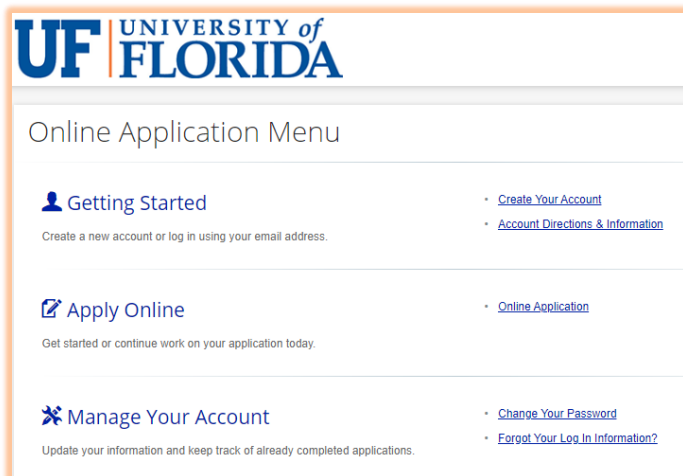 UF UNIVERSITY of
FLORIDA
Online Application Menu
Getting Started
Create a new account or log in using your email address.
• Create Your Account
• Account Directions & Information
Apply Online
Get started or continue work on your application today.
• Online Application
Manage Your Account
Update your information and keep track of already completed applications.
• Change Your Password
• Forgot Your Log In Information?